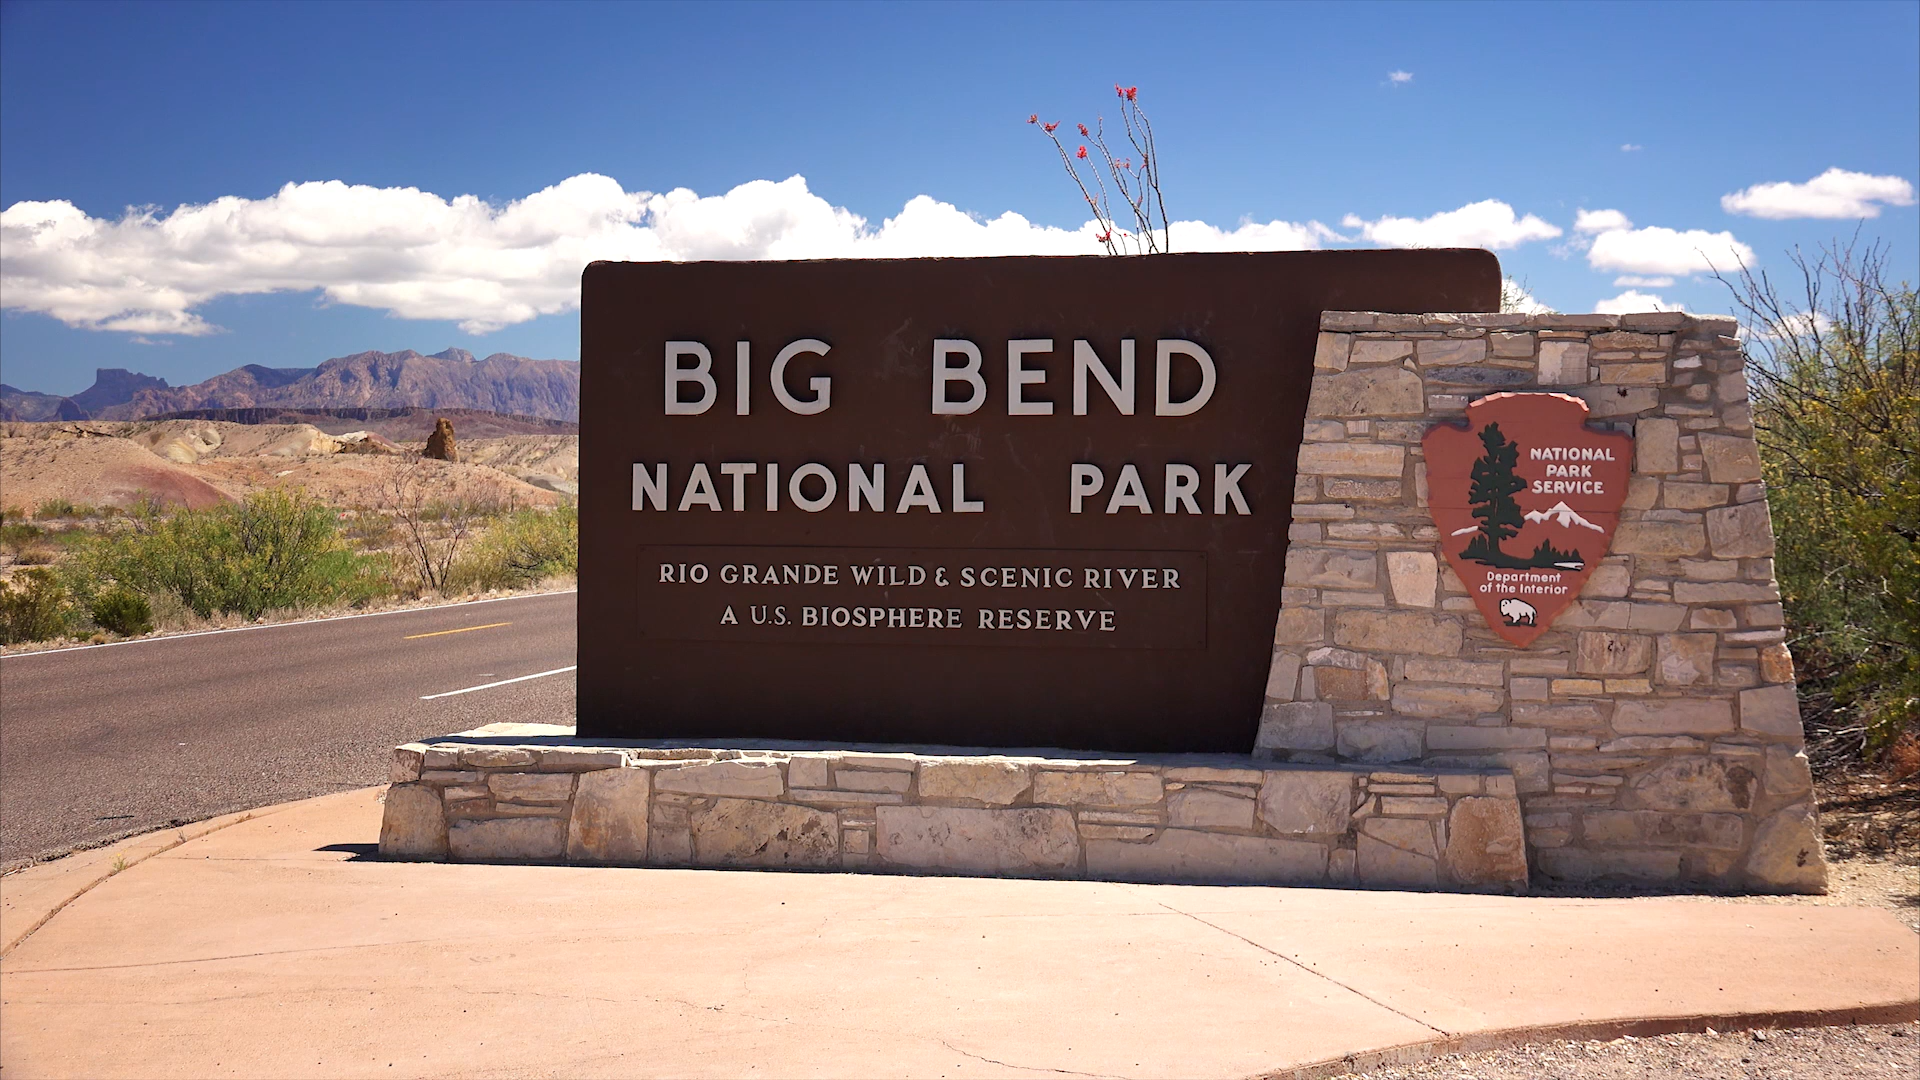 BIG BEND
NATIONAL PARK
RIO GRANDE WILD & SCENIC RIVER
A U.S. BIOSPHERE RESERVE
NATIONAL
PARK
SERVICE
Department
of the Interior